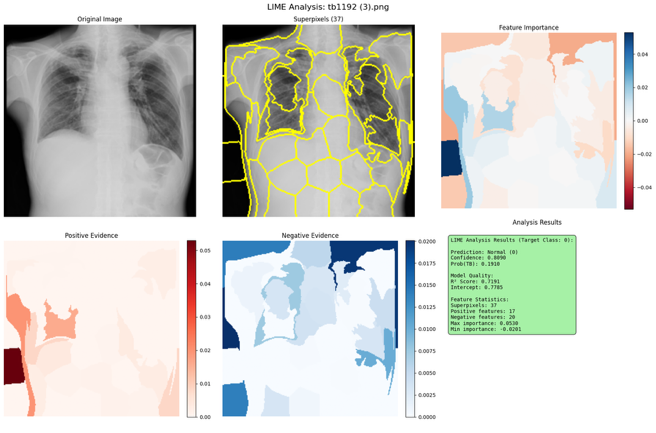 LIME Analysis: tb1192 (3).png
Original Image
Superpixels (37)
Feature Importance
0.04
0.02
0.00
−0.02
−0.04
Positive Evidence
0.05
0.04
0.03
0.02
0.01
0.00
Negative Evidence
0.0200
0.0175
0.0150
0.0125
0.0100
0.0075
0.0050
0.0025
0.0000
Analysis Results
LIME Analysis Results (Target Class: 0):
Prediction: Normal (0)
Confidence: 0.8090
Prob(TB): 0.1910
Model Quality:
R² Score: 0.7191
Intercept: 0.7785
Feature Statistics:
Superpixels: 37
Positive features: 17
Negative features: 20
Max importance: 0.0530
Min importance: -0.0201